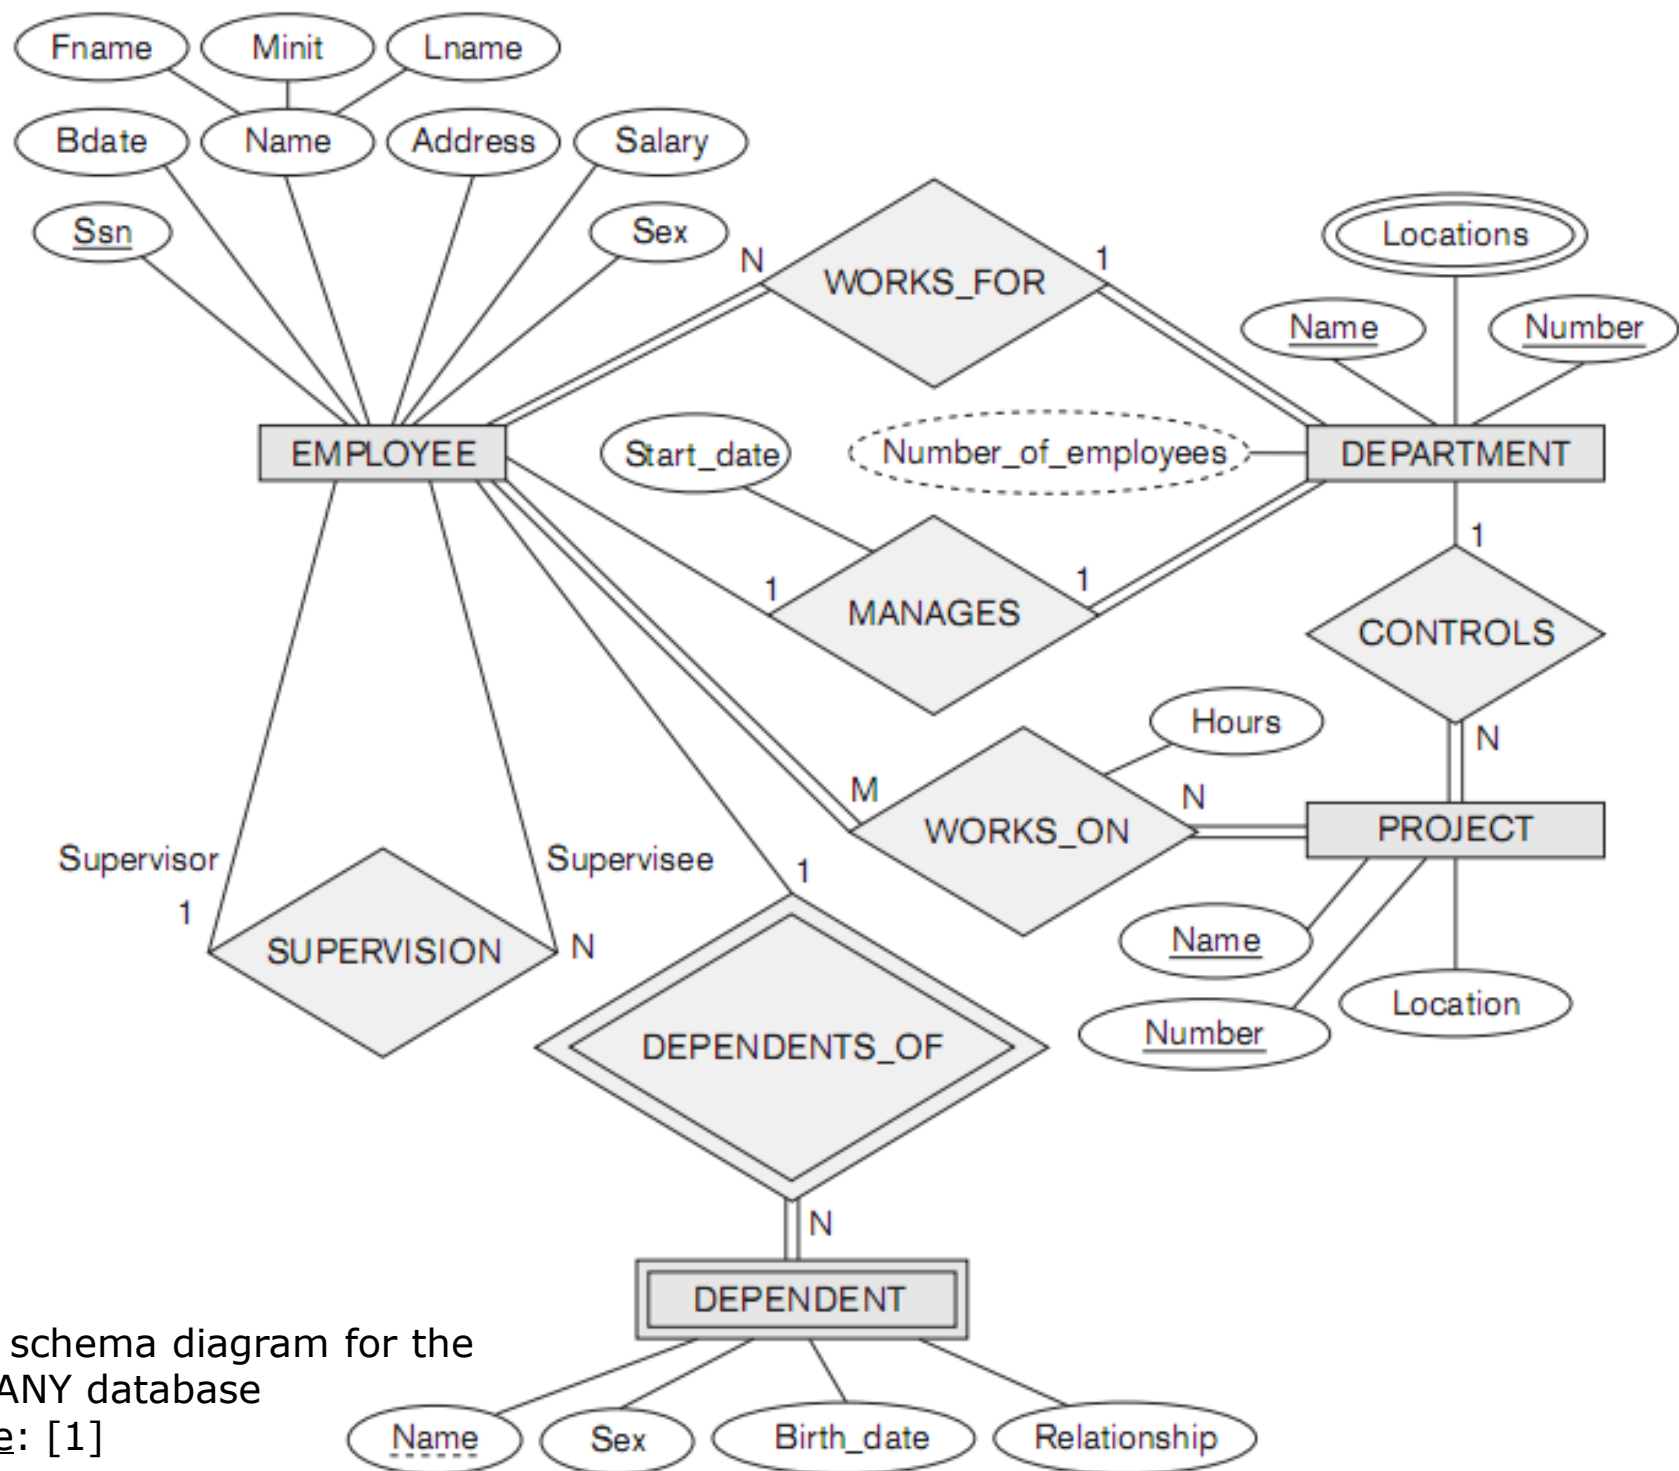 Fname Minit Lname
Bdate Name Address Salary
Ssn Sex
N WORKS_FOR 1
Locations
Name Number
EMPLOYEE Start_date Number_of_employees DEPARTMENT
1 MANAGES 1
1
CONTROLS
N
Hours
M WORKS_ON N PROJECT
Supervisor Supervisee
1 SUPERVISION N
1
Name
Number Location
DEPENDENTS_OF
N
DEPENDENT
schema diagram for the
ANY database
e: [1]
Name Sex Birth_date Relationship